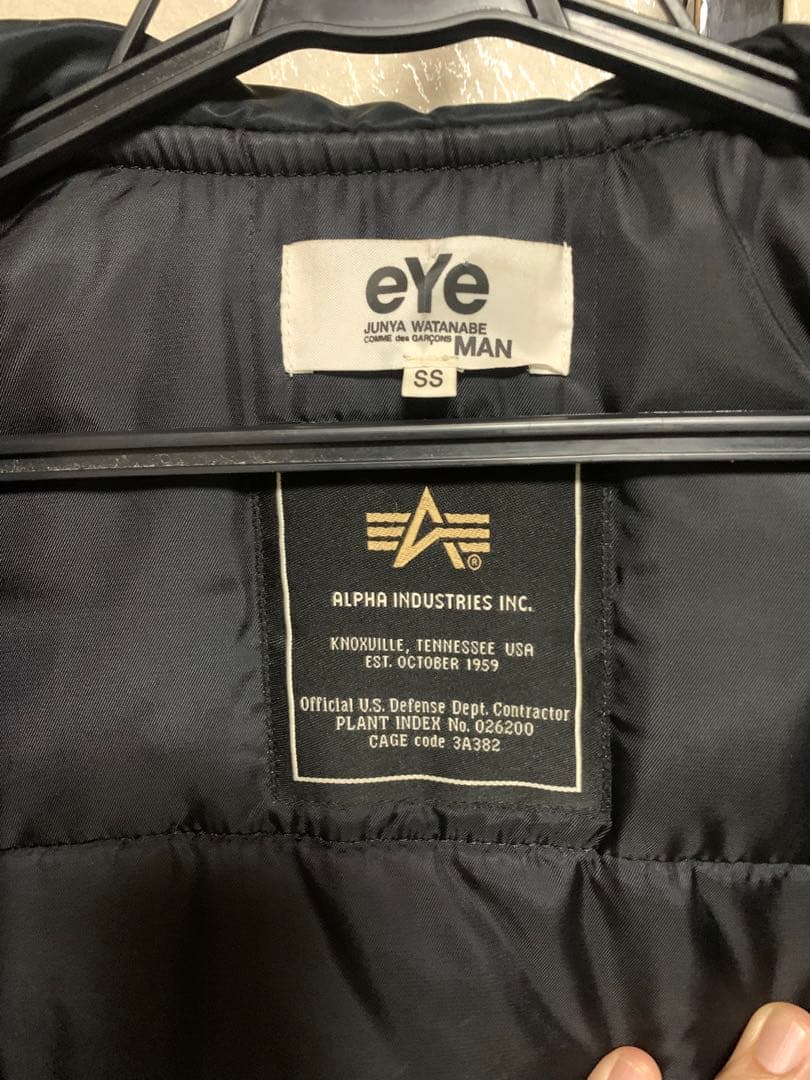 eYe
JUNYA WATANABE
COMME des GARÇONS MAN
SS
®
ALPHA INDUSTRIES INC.
KNOXVILLE, TENNESSEE USA
EST. OCTOBER 1959
Official U.S. Defense Dept. Contractor
PLANT INDEX No. 026200
CAGE code 3A382